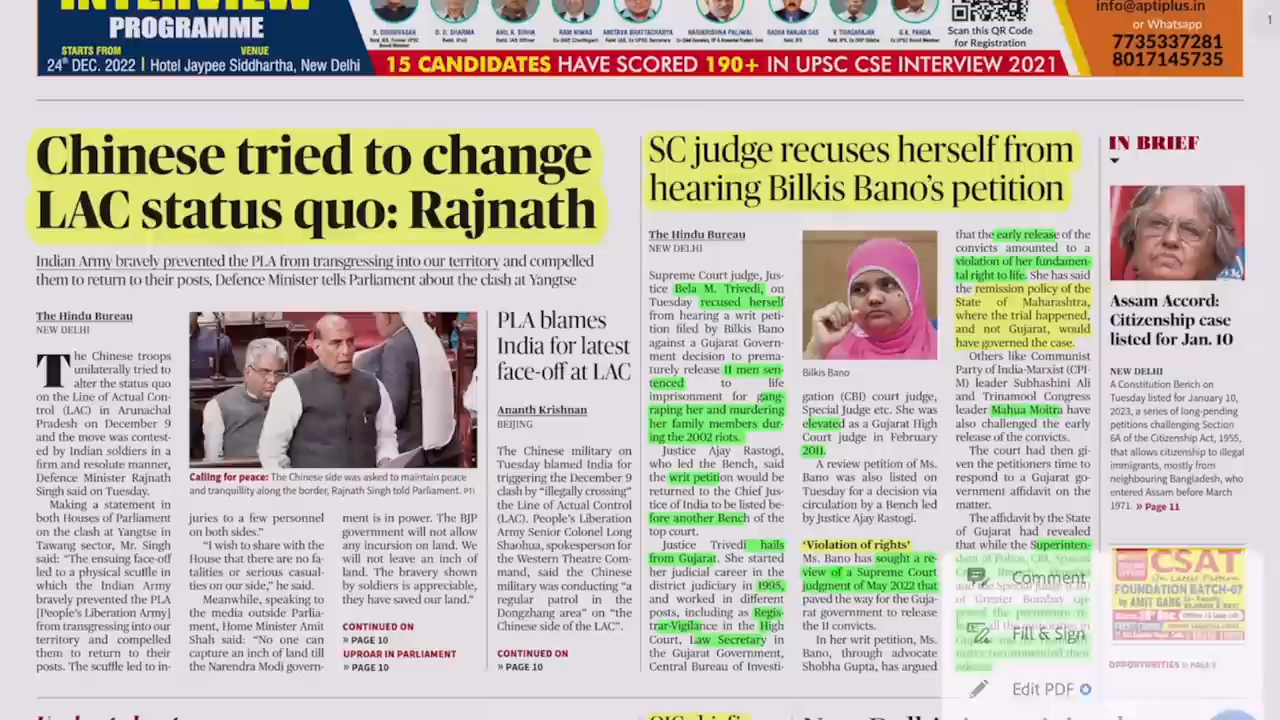 INTERVIEW
PROGRAMME
STARTS FROM
VENUE
24th DEC. 2022 | Hotel Jaypee Siddhartha, New Delhi
Scan this QR Code
for Registration
15 CANDIDATES HAVE SCORED 190+ IN UPSC CSE INTERVIEW 2021
info@aptiplus.in
or Whatsapp
7735337281
8017145735
1
Chinese tried to change
LAC status quo: Rajnath
Indian Army bravely prevented the PLA from transgressing into our territory and compelled
them to return to their posts, Defence Minister tells Parliament about the clash at Yangtse
The Hindu Bureau
NEW DELHI
The Chinese troops
unilaterally tried to
alter the status quo
on the Line of Actual Con-
trol (LAC) in Arunachal
Pradesh on December 9
and the move was contest-
ed by Indian soldiers in a
firm and resolute manner,
Defence Minister Rajnath
Singh said on Tuesday.
Making a statement in
both Houses of Parliament
on the clash at Yangtse in
Tawang sector, Mr. Singh
said: “The ensuing face-off
led to a physical scuffle in
which the Indian Army
bravely prevented the PLA
[People’s Liberation Army]
from transgressing into our
territory and compelled
them to return to their
posts. The scuffle led to in-
Calling for peace: The Chinese side was asked to maintain peace
and tranquility along the border, Rajnath Singh told Parliament. PTI
juries to a few personnel
on both sides.”
“I wish to share with the
House that there are no fa-
talities or serious casual-
ties on our side,” he said.
Meanwhile, speaking to
the media outside Parlia-
ment, Home Minister Amit
Shah said: “No one can
capture an inch of land till
the Narendra Modi govern-
ment is in power. The BJP
government will not allow
any incursion on land. We
will not leave an inch of
land. The bravery shown
by soldiers is appreciable,
they have saved our land.”
CONTINUED ON
» PAGE 10
UPROAR IN PARLIAMENT
» PAGE 10
PLA blames
India for latest
face-off at LAC
Ananth Krishnan
BEIJING
The Chinese military on
Tuesday blamed India for
triggering the December 9
clash by “illegally crossing”
the Line of Actual Control
(LAC). People’s Liberation
Army Senior Colonel Long
Shaohua, spokesperson for
the Western Theatre Com-
mand, said the Chinese
military was conducting “a
regular patrol in the
Dongzhang area” on “the
Chinese side of the LAC”.
CONTINUED ON
» PAGE 10
SC judge recuses herself from
hearing Bilkis Bano’s petition
The Hindu Bureau
NEW DELHI
Supreme Court judge, Jus-
tice Bela M. Trivedi, on
Tuesday recused herself
from hearing a writ peti-
tion filed by Bilkis Bano
against a Gujarat Govern-
ment decision to prema-
turely release 11 men sen-
tenced to life
imprisonment for gang-
raping her and murdering
her family members dur-
ing the 2002 riots.
Justice Ajay Rastogi,
who led the Bench, said
the writ petition would be
returned to the Chief Jus-
tice of India to be listed be-
fore another Bench of the
top court.
Justice Trivedi hails
from Gujarat. She started
her judicial career in the
district judiciary in 1995,
and worked in different
posts, including as Regis-
trar-Vigilance in the High
Court, Law Secretary in
the Gujarat Government,
Central Bureau of Investi-
Bilkis Bano
gation (CBI) court judge,
Special Judge etc. She was
elevated as a Gujarat High
Court judge in February
2011.
A review petition of Ms.
Bano was also listed on
Tuesday for a decision via
circulation by a Bench led
by Justice Ajay Rastogi.
‘Violation of rights’
Ms. Bano has sought a re-
view of a Supreme Court
judgment of May 2022 that
paved the way for the Guja-
rat government to release
the 11 convicts.
In her writ petition, Ms.
Bano, through advocate
Shobha Gupta, has argued
that the early release of the
convicts amounted to a
violation of her fundamen-
tal right to life. She has said
the remission policy of the
State of Maharashtra,
where the trial happened,
and not Gujarat, would
have governed the case.
Others like Communist
Party of India-Marxist (CPI-
M) leader Subhashini Ali
and Trinamool Congress
leader Mahua Moitra have
also challenged the early
release of the convicts.
The court had then gi-
ven the petitioners time to
respond to a Gujarat go-
vernment affidavit on the
matter.
The affidavit by the State
of Gujarat had revealed
that while the Superinten-
Comment
Fill & Sign
Edit PDF
IN BRIEF
Assam Accord:
Citizenship case
listed for Jan. 10
NEW DELHI
A Constitution Bench on
Tuesday listed for January 10,
2023, a series of long-pending
petitions challenging Section
6A of the Citizenship Act, 1955,
that allows citizenship to illegal
immigrants, mostly from
neighbouring Bangladesh, who
entered Assam before March
1971. » Page 11
CSAT
On Latest Pattern
FOUNDATION BATCH-07
by AMIT GARG
OPPORTUNITIES » PAGE